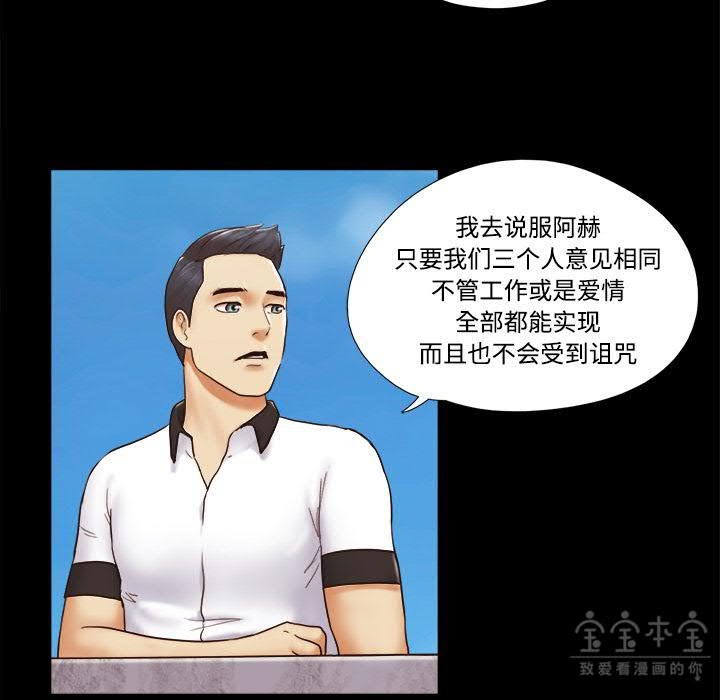 我去说服阿赫
只要我们三个人意见相同
不管工作或是爱情
全部都能实现
而且也不会受到诅咒
宝宝本宝
致爱看漫画的你